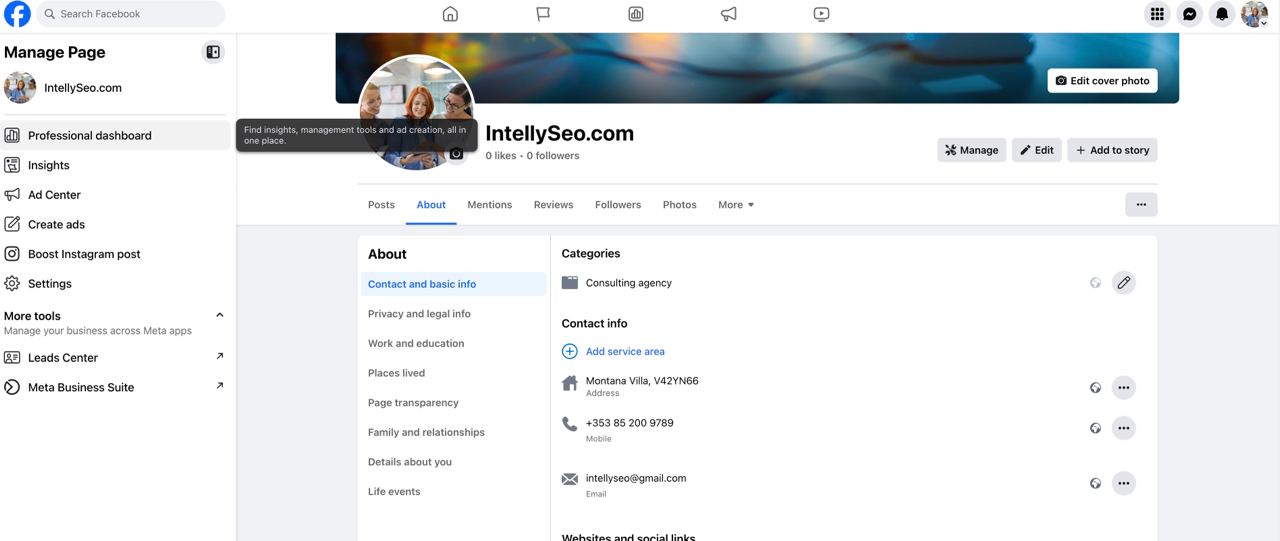 Search Facebook
Manage Page
IntellySeo.com
Professional dashboard
Insights
Ad Center
Create ads
Boost Instagram post
Settings
More tools
Manage your business across Meta apps
Leads Center
Meta Business Suite
Find insights, management tools and ad creation, all in
one place.
Edit cover photo
IntellySeo.com
0 likes • 0 followers
Manage
Edit
Add to story
Posts
About
Mentions
Reviews
Followers
Photos
More
About
Contact and basic info
Privacy and legal info
Work and education
Places lived
Page transparency
Family and relationships
Details about you
Life events
Categories
Consulting agency
Contact info
Add service area
Montana Villa, V42YN66
Address
+353 85 200 9789
Mobile
intellyseo@gmail.com
Email
Websites and social links